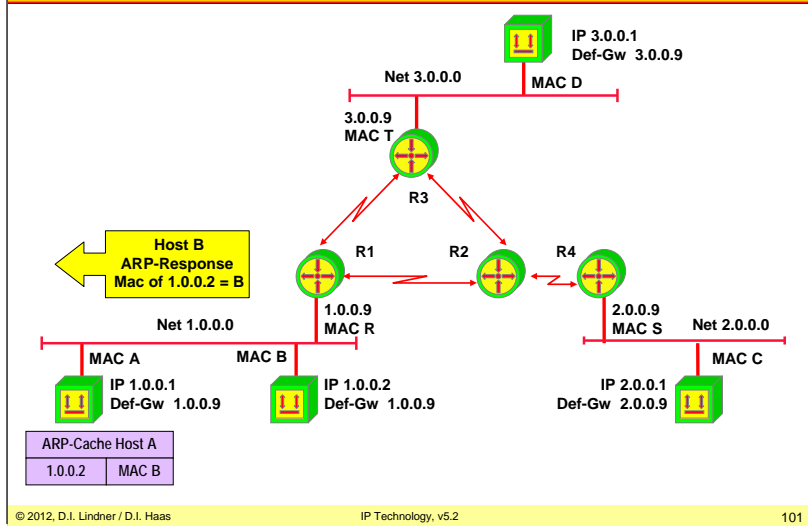 IP 3.0.0.1
Def-Gw 3.0.0.9
Net 3.0.0.0
MAC D
3.0.0.9
MAC T
R3
Host B
ARP-Response
Mac of 1.0.0.2 = B
R1
R2
R4
1.0.0.9
MAC R
2.0.0.9
MAC S
Net 1.0.0.0
Net 2.0.0.0
MAC A
MAC B
MAC C
IP 1.0.0.1
Def-Gw 1.0.0.9
IP 1.0.0.2
Def-Gw 1.0.0.9
IP 2.0.0.1
Def-Gw 2.0.0.9
ARP-Cache Host A
1.0.0.2 MAC B
© 2012, D.I. Lindner / D.I. Haas IP Technology, v5.2 101